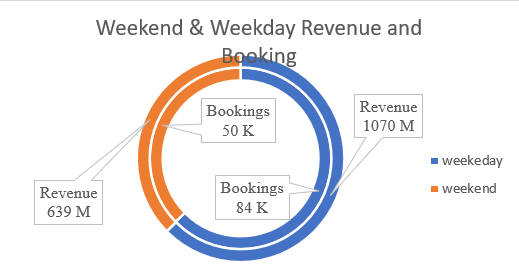 Weekend & Weekday Revenue and
Booking
Bookings
50 K
Revenue
1070 M
Revenue
639 M
Bookings
84 K
weekeday
weekend